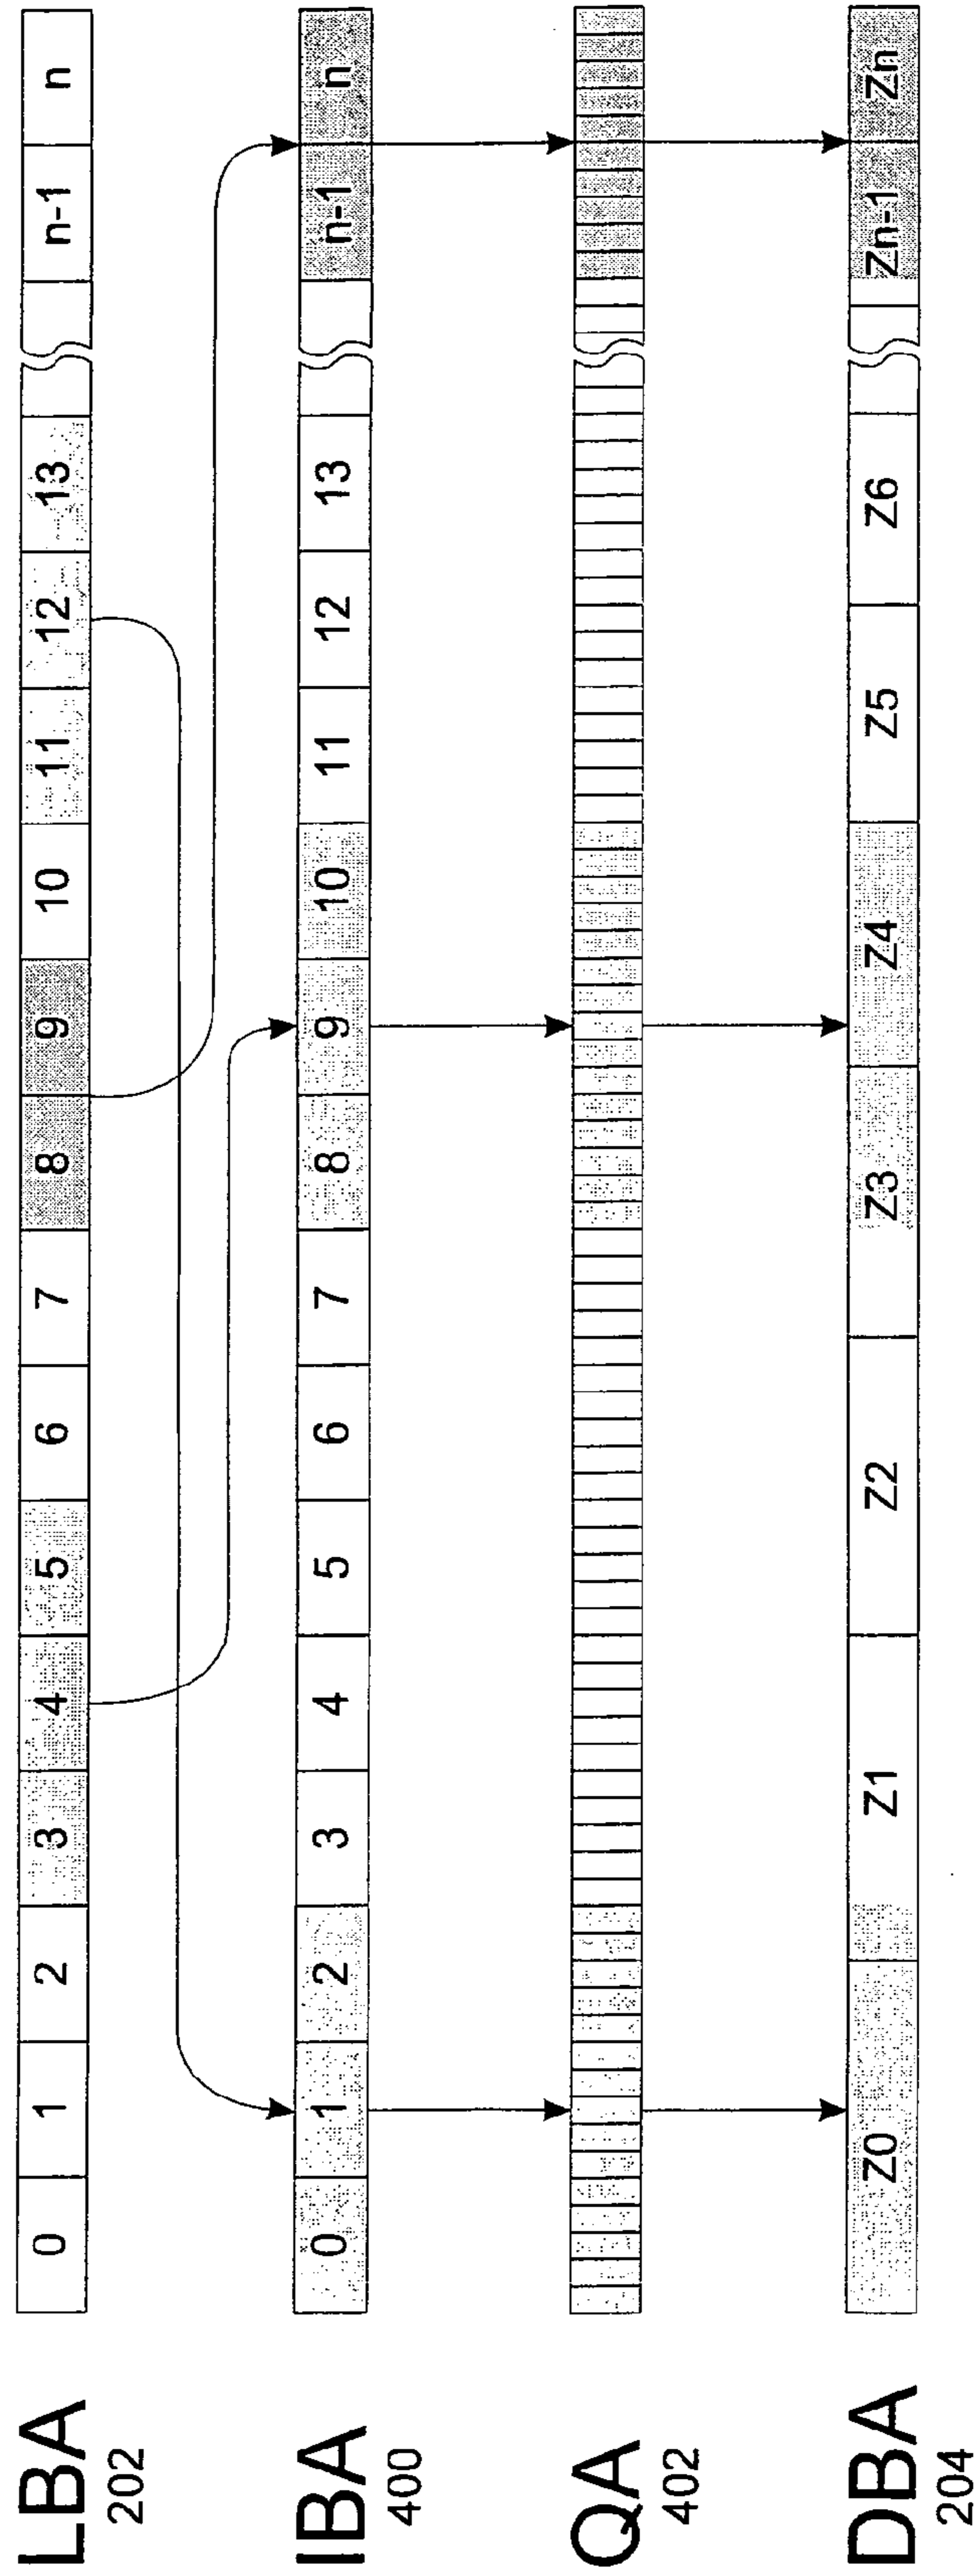 LBA 0 1 2 3 4 5 6 7 8 9 10 11 12 13 n-1 n
202
IBA 0 1 2 3 4 5 6 7 8 9 10 11 12 13 n-1 n
400
QA
402
DBA Z0 Z1 Z2 Z3 Z4 Z5 Z6 Zn-1 Zn
204